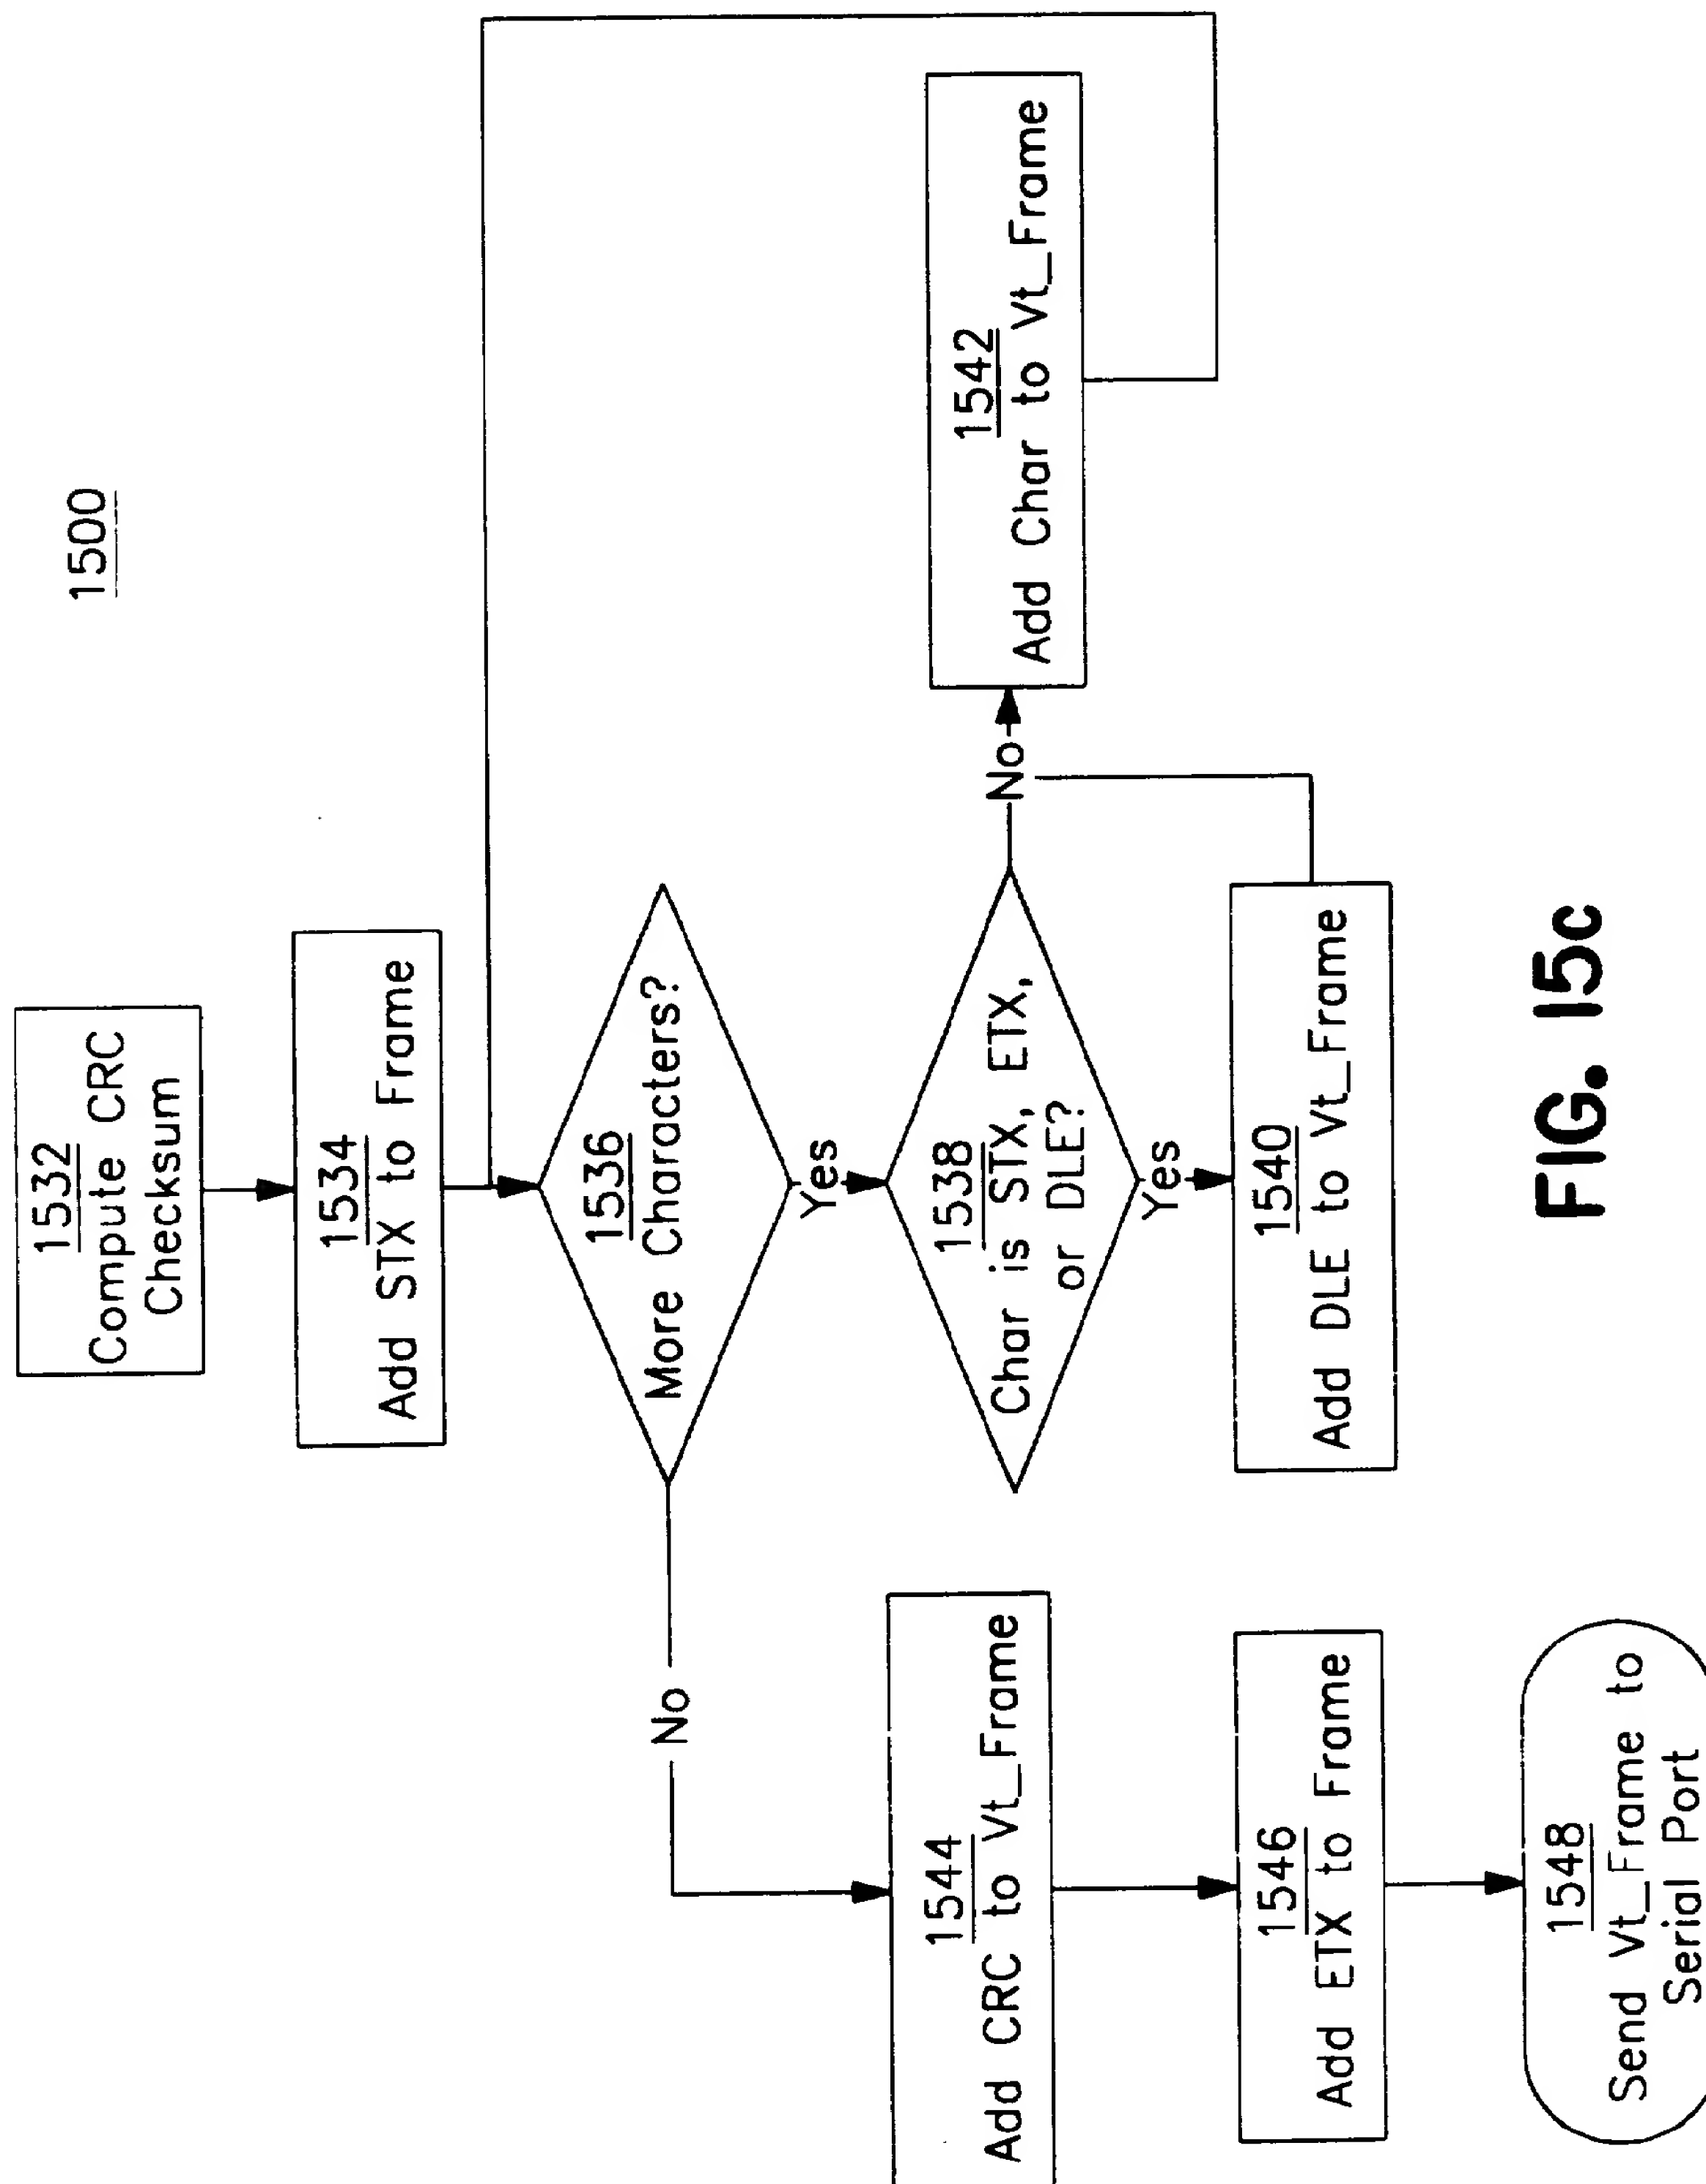 1500
1532
Compute CRC
Checksum
1534
Add STX to Frame
1536
More Characters?
No
Yes
1538
Char is STX, ETX,
or DLE?
No
Yes
1540
Add DLE to Vt_Frame
1542
Add Char to Vt_Frame
1544
Add CRC to Vt_Frame
1546
Add ETX to Frame
1548
Send Vt_Frame to
Serial Port
FIG. 15c